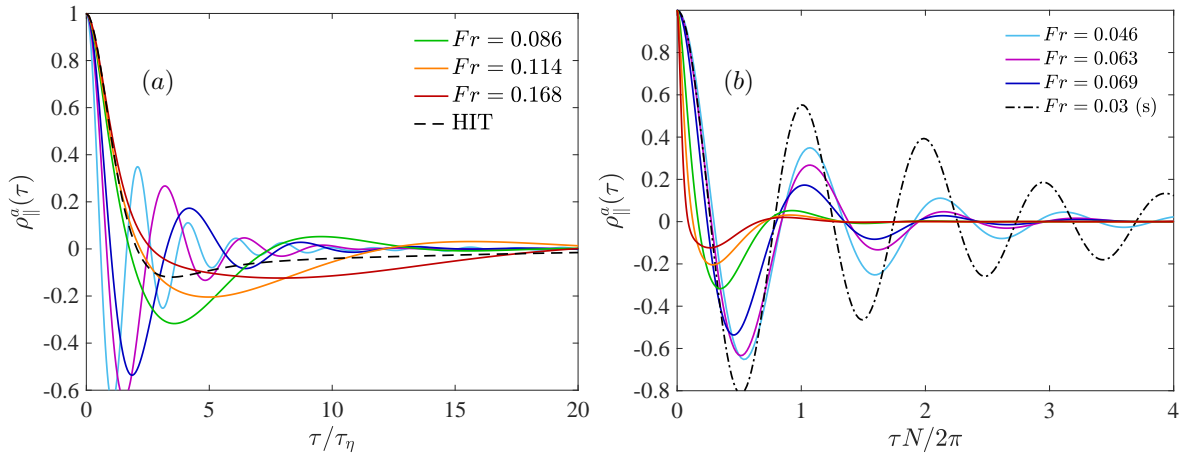 1
0.8
0.6
0.4
0.2
0
-0.2
-0.4
-0.6
0
5
10
15
20
τ/τ_η
ρ^a_∥(τ)
(a)
Fr = 0.086
Fr = 0.114
Fr = 0.168
HIT
1
0.8
0.6
0.4
0.2
0
-0.2
-0.4
-0.6
-0.8
0
1
2
3
4
τN/2π
ρ^a_∥(τ)
(b)
Fr = 0.046
Fr = 0.063
Fr = 0.069
Fr = 0.03 (s)